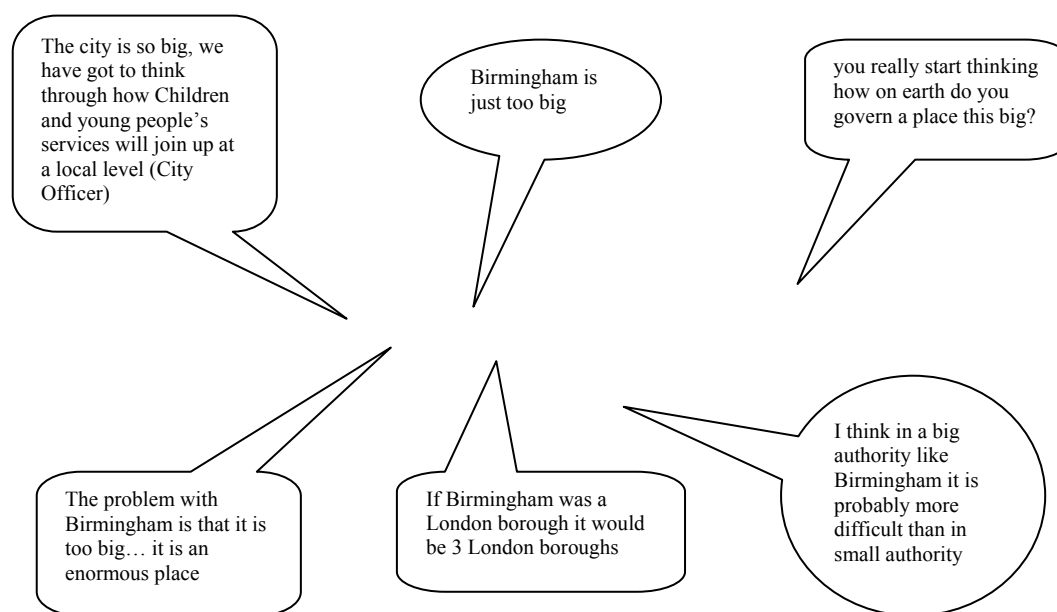 The city is so big, we
have got to think
through how Children
and young people’s
services will join up at
a local level (City
Officer)
Birmingham is
just too big
you really start thinking
how on earth do you
govern a place this big?
The problem with
Birmingham is that it is
too big… it is an
enormous place
If Birmingham was a
London borough it would
be 3 London boroughs
I think in a big
authority like
Birmingham it is
probably more
difficult than in
small authority